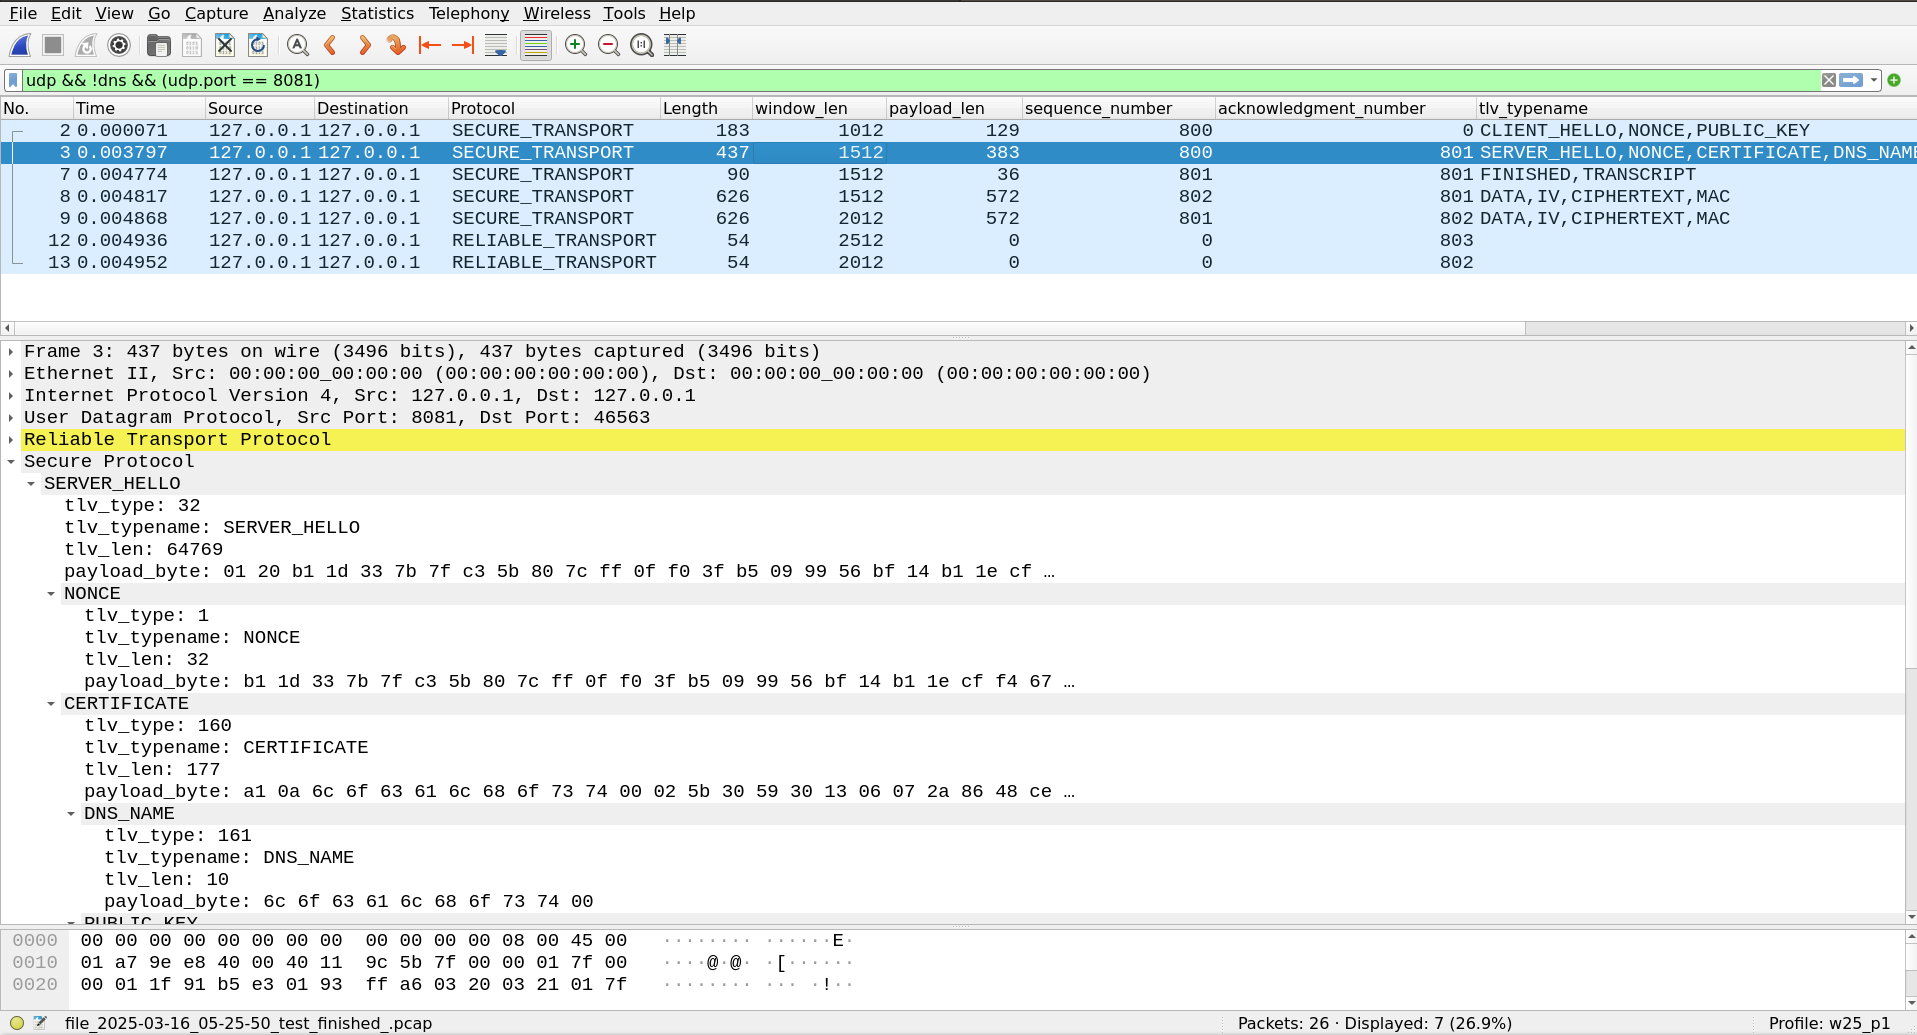 File Edit View Go Capture Analyze Statistics Telephony Wireless Tools Help
udp && !dns && (udp.port == 8081)
No. Time Source Destination Protocol Length window_len payload_len sequence_number acknowledgment_number tlv_typename
2 0.000071 127.0.0.1 127.0.0.1 SECURE_TRANSPORT 183 1012 129 800 0 CLIENT_HELLO,NONCE,PUBLIC_KEY
3 0.003797 127.0.0.1 127.0.0.1 SECURE_TRANSPORT 437 1512 383 800 801 SERVER_HELLO,NONCE,CERTIFICATE,DNS_NAME
7 0.004774 127.0.0.1 127.0.0.1 SECURE_TRANSPORT 90 1512 36 801 801 FINISHED,TRANSCRIPT
8 0.004817 127.0.0.1 127.0.0.1 SECURE_TRANSPORT 626 1512 572 802 801 DATA,IV,CIPHERTEXT,MAC
9 0.004868 127.0.0.1 127.0.0.1 SECURE_TRANSPORT 626 2012 572 801 802 DATA,IV,CIPHERTEXT,MAC
12 0.004936 127.0.0.1 127.0.0.1 RELIABLE_TRANSPORT 54 2512 0 0 803
13 0.004952 127.0.0.1 127.0.0.1 RELIABLE_TRANSPORT 54 2012 0 0 802
Frame 3: 437 bytes on wire (3496 bits), 437 bytes captured (3496 bits)
Ethernet II, Src: 00:00:00_00:00:00 (00:00:00:00:00:00), Dst: 00:00:00_00:00:00 (00:00:00:00:00:00)
Internet Protocol Version 4, Src: 127.0.0.1, Dst: 127.0.0.1
User Datagram Protocol, Src Port: 8081, Dst Port: 46563
Reliable Transport Protocol
Secure Protocol
SERVER_HELLO
tlv_type: 32
tlv_typename: SERVER_HELLO
tlv_len: 64769
payload_byte: 01 20 b1 1d 33 7b 7f c3 5b 80 7c ff 0f f0 3f b5 09 99 56 bf 14 b1 1e cf …
NONCE
tlv_type: 1
tlv_typename: NONCE
tlv_len: 32
payload_byte: b1 1d 33 7b 7f c3 5b 80 7c ff 0f f0 3f b5 09 99 56 bf 14 b1 1e cf f4 67 …
CERTIFICATE
tlv_type: 160
tlv_typename: CERTIFICATE
tlv_len: 177
payload_byte: a1 0a 6c 6f 63 61 6c 68 6f 73 74 00 02 5b 30 59 30 13 06 07 2a 86 48 ce …
DNS_NAME
tlv_type: 161
tlv_typename: DNS_NAME
tlv_len: 10
payload_byte: 6c 6f 63 61 6c 68 6f 73 74 00
PUBLIC_KEY
0000 00 00 00 00 00 00 00 00 00 00 00 00 08 00 45 00 ········ ······E·
0010 01 a7 9e e8 40 00 40 11 9c 5b 7f 00 00 01 7f 00 ····@·@· ·[······
0020 00 01 1f 91 b5 e3 01 93 ff a6 03 20 03 21 01 7f ········ ··· ·!··
file_2025-03-16_05-25-50_test_finished_.pcap Packets: 26 · Displayed: 7 (26.9%) Profile: w25_p1